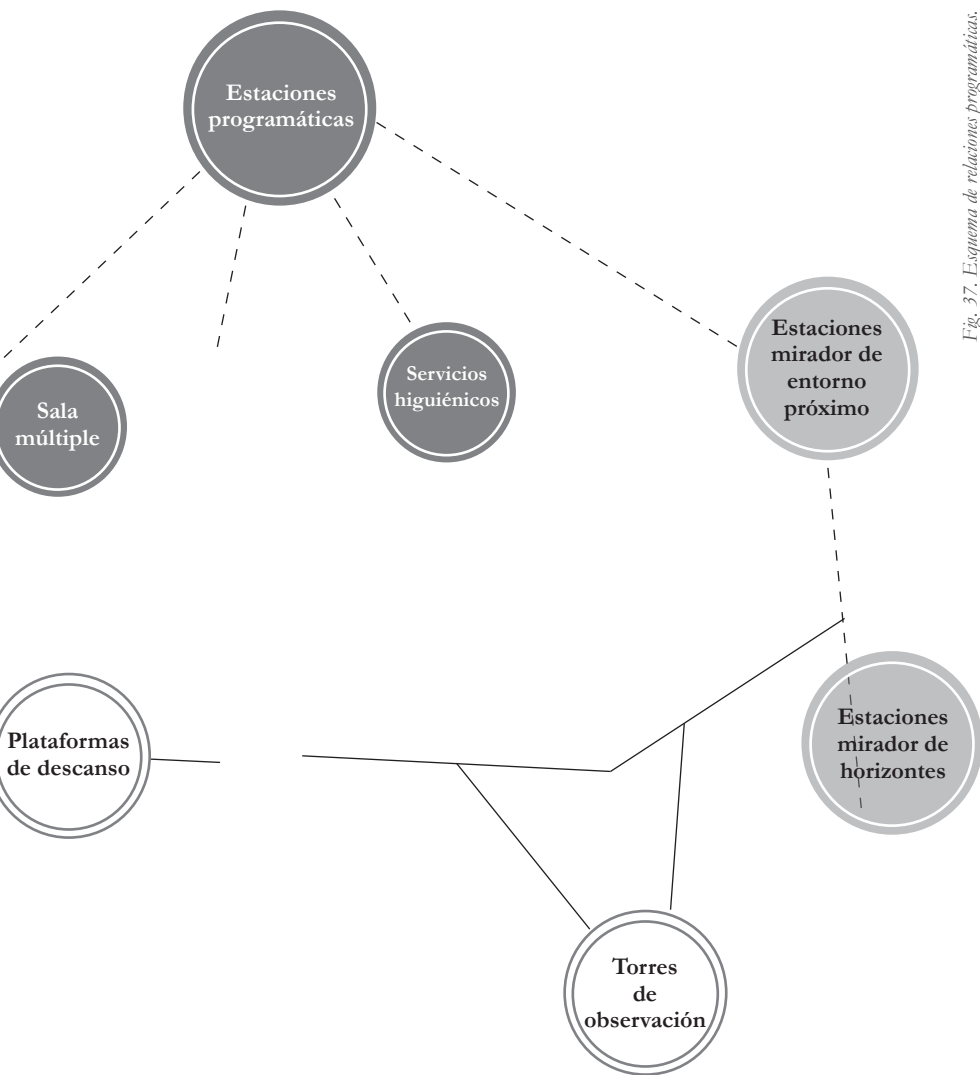 Estaciones
programáticas
Fig. 37. Esquema de relaciones programáticas.
Estaciones
mirador de
entorno
próximo
Servicios
higuiénicos
Sala
múltiple
Plataformas
de descanso
Estaciones
mirador de
horizontes
Torres
de
observación